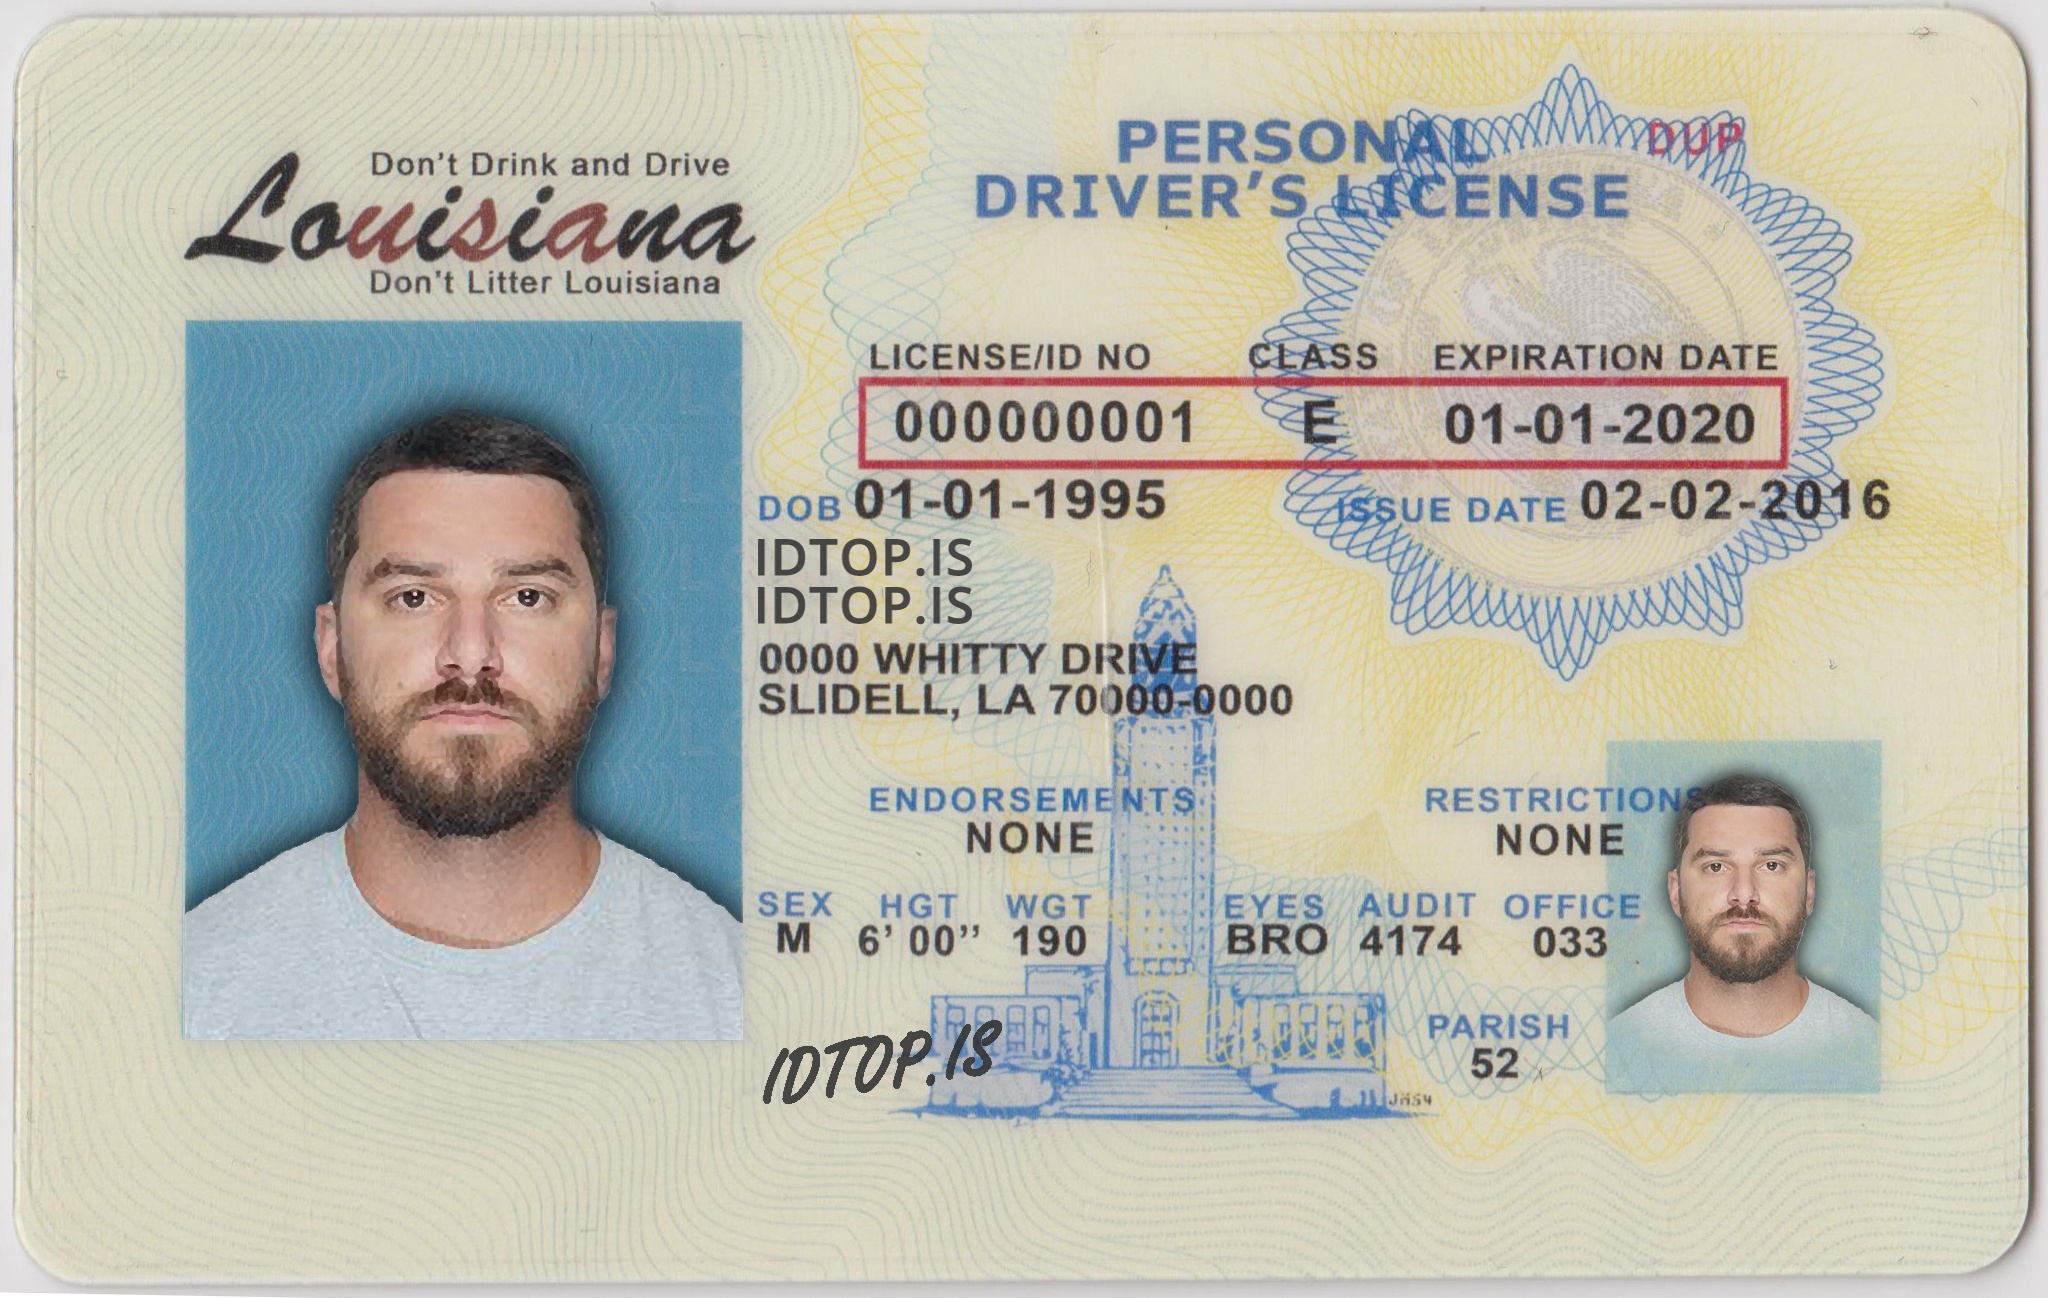 Don't Drink and Drive
Louisiana
Don't Litter Louisiana
PERSONAL
DUP
DRIVER'S LICENSE
LICENSE/ID NO CLASS EXPIRATION DATE
000000001 E 01-01-2020
DOB 01-01-1995 ISSUE DATE 02-02-2016
IDTOP.IS
IDTOP.IS
0000 WHITTY DRIVE
SLIDELL, LA 70000-0000
ENDORSEMENTS RESTRICTIONS
NONE NONE
SEX HGT WGT EYES AUDIT OFFICE
M 6' 00’’ 190 BRO 4174 033
PARISH
52
IDTOP.IS